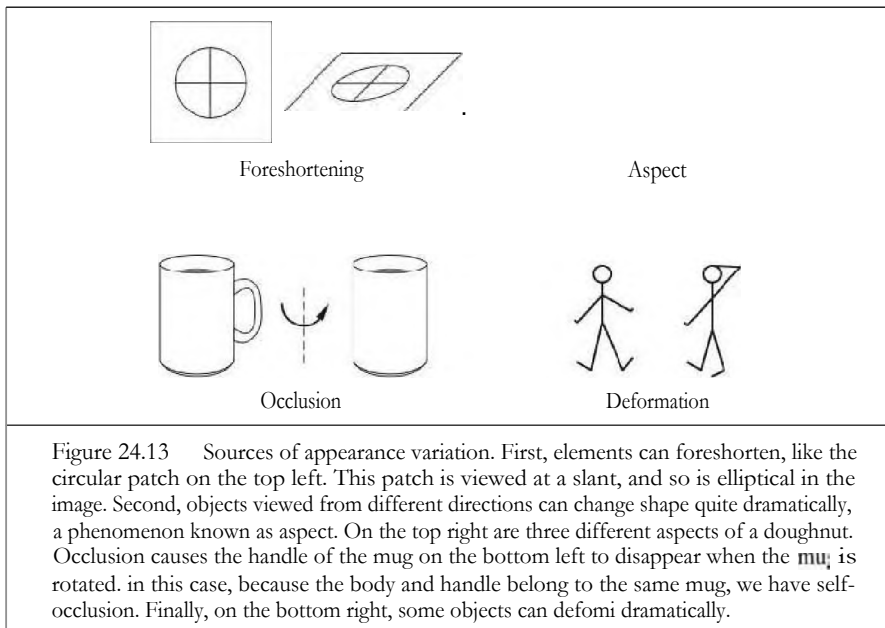 Foreshortening Aspect
Occlusion Deformation
Figure 24.13 Sources of appearance variation. First, elements can foreshorten, like the
circular patch on the top left. This patch is viewed at a slant, and so is elliptical in the
image. Second, objects viewed from different directions can change shape quite dramatically,
a phenomenon known as aspect. On the top right are three different aspects of a doughnut.
Occlusion causes the handle of the mug on the bottom left to disappear when the mu; is
rotated. in this case, because the body and handle belong to the same mug, we have self-
occlusion. Finally, on the bottom right, some objects can defomi dramatically.